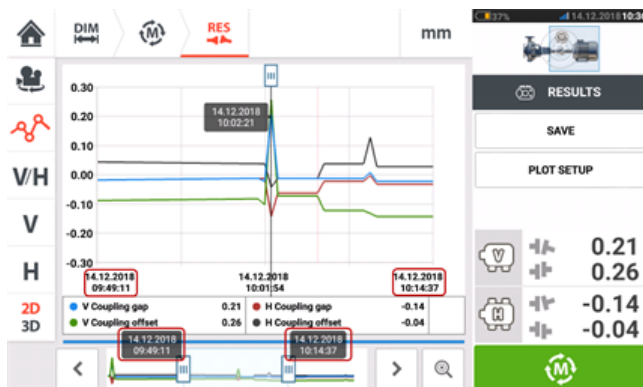 DIM
M
RES
mm
37%
14.12.2018 10:30
RESULTS
SAVE
PLOT SETUP
V/H
V
H
2D
3D
0.30
0.20
0.10
0.00
-0.10
-0.20
-0.30
14.12.2018
10:02:21
14.12.2018
09:49:11
14.12.2018
10:01:54
14.12.2018
10:14:37
V Coupling gap 0.21
H Coupling gap -0.14
V Coupling offset 0.26
H Coupling offset -0.04
14.12.2018
09:49:11
14.12.2018
10:14:37
V
0.21
0.26
H
-0.14
-0.04
M